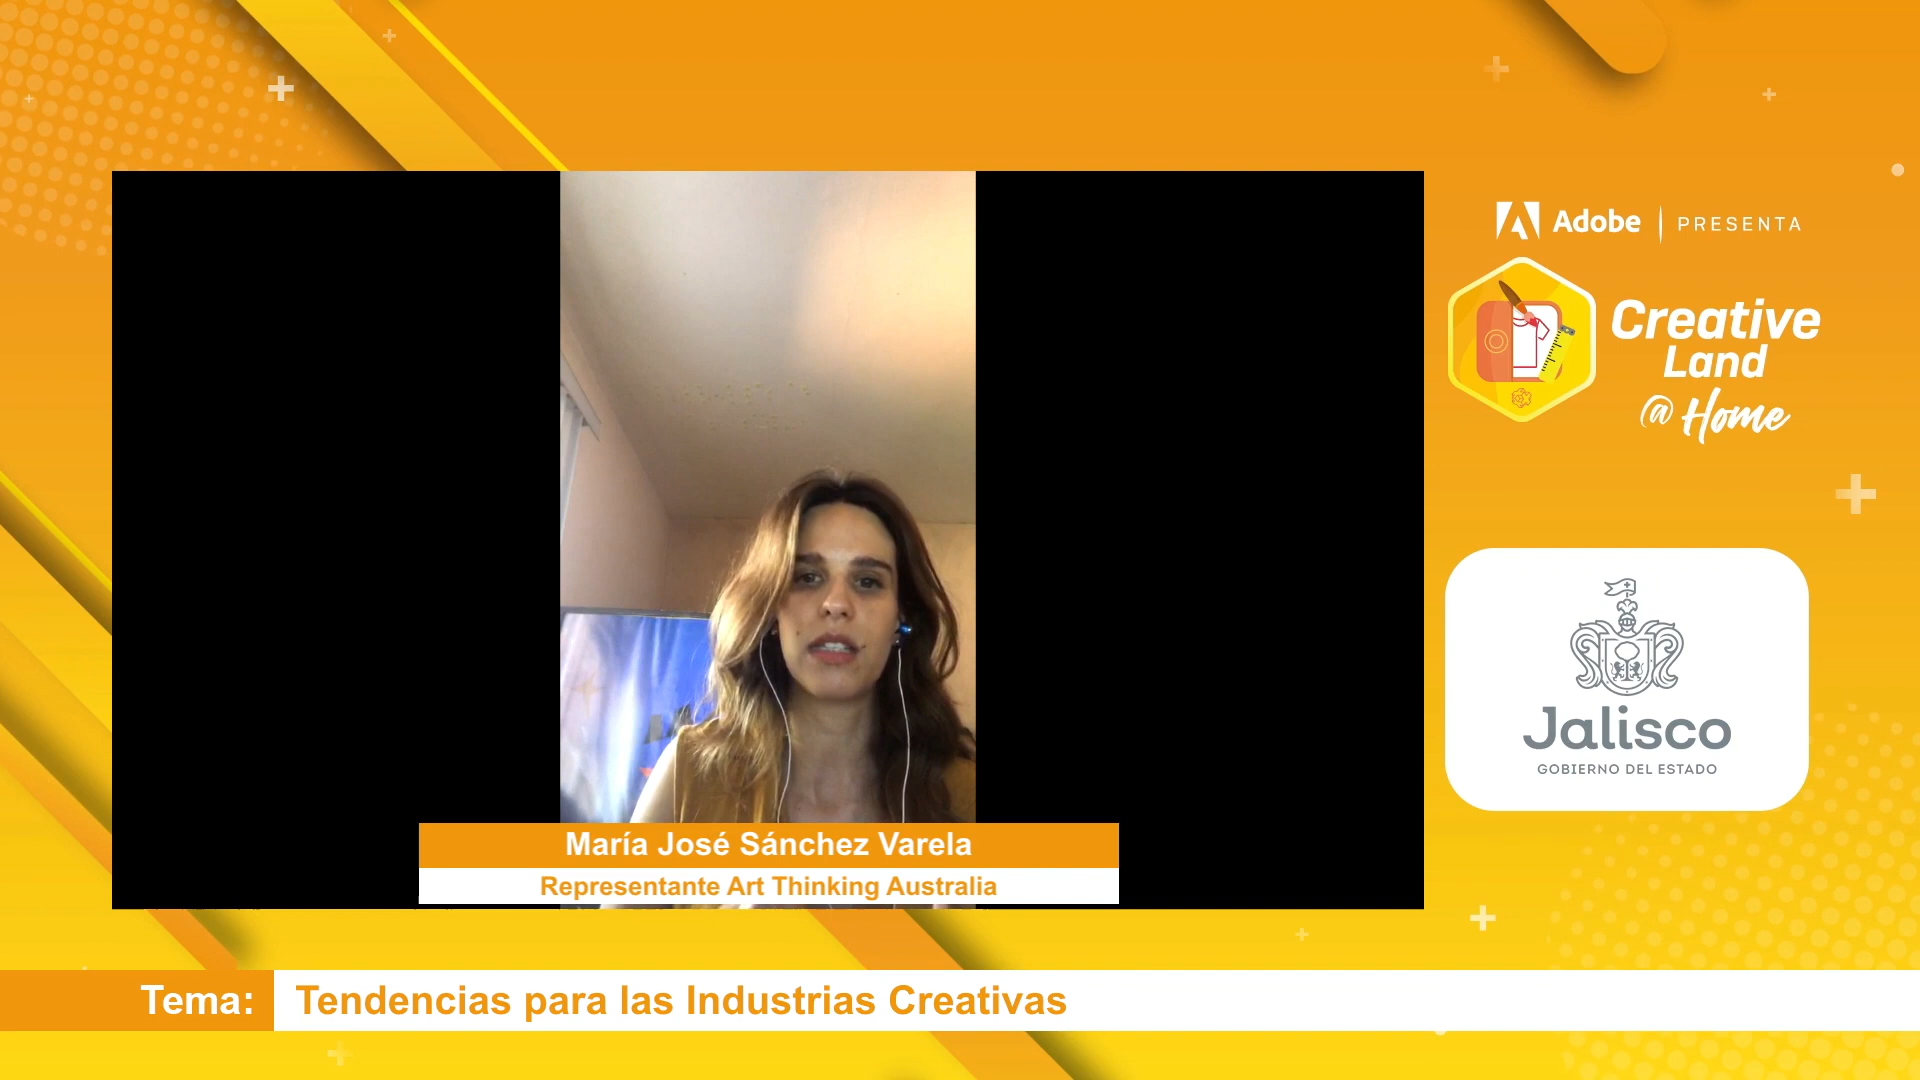 Adobe | PRESENTA
Creative
Land
@ Home
Jalisco
GOBIERNO DEL ESTADO
María José Sánchez Varela
Representante Art Thinking Australia
Tema: Tendencias para las Industrias Creativas